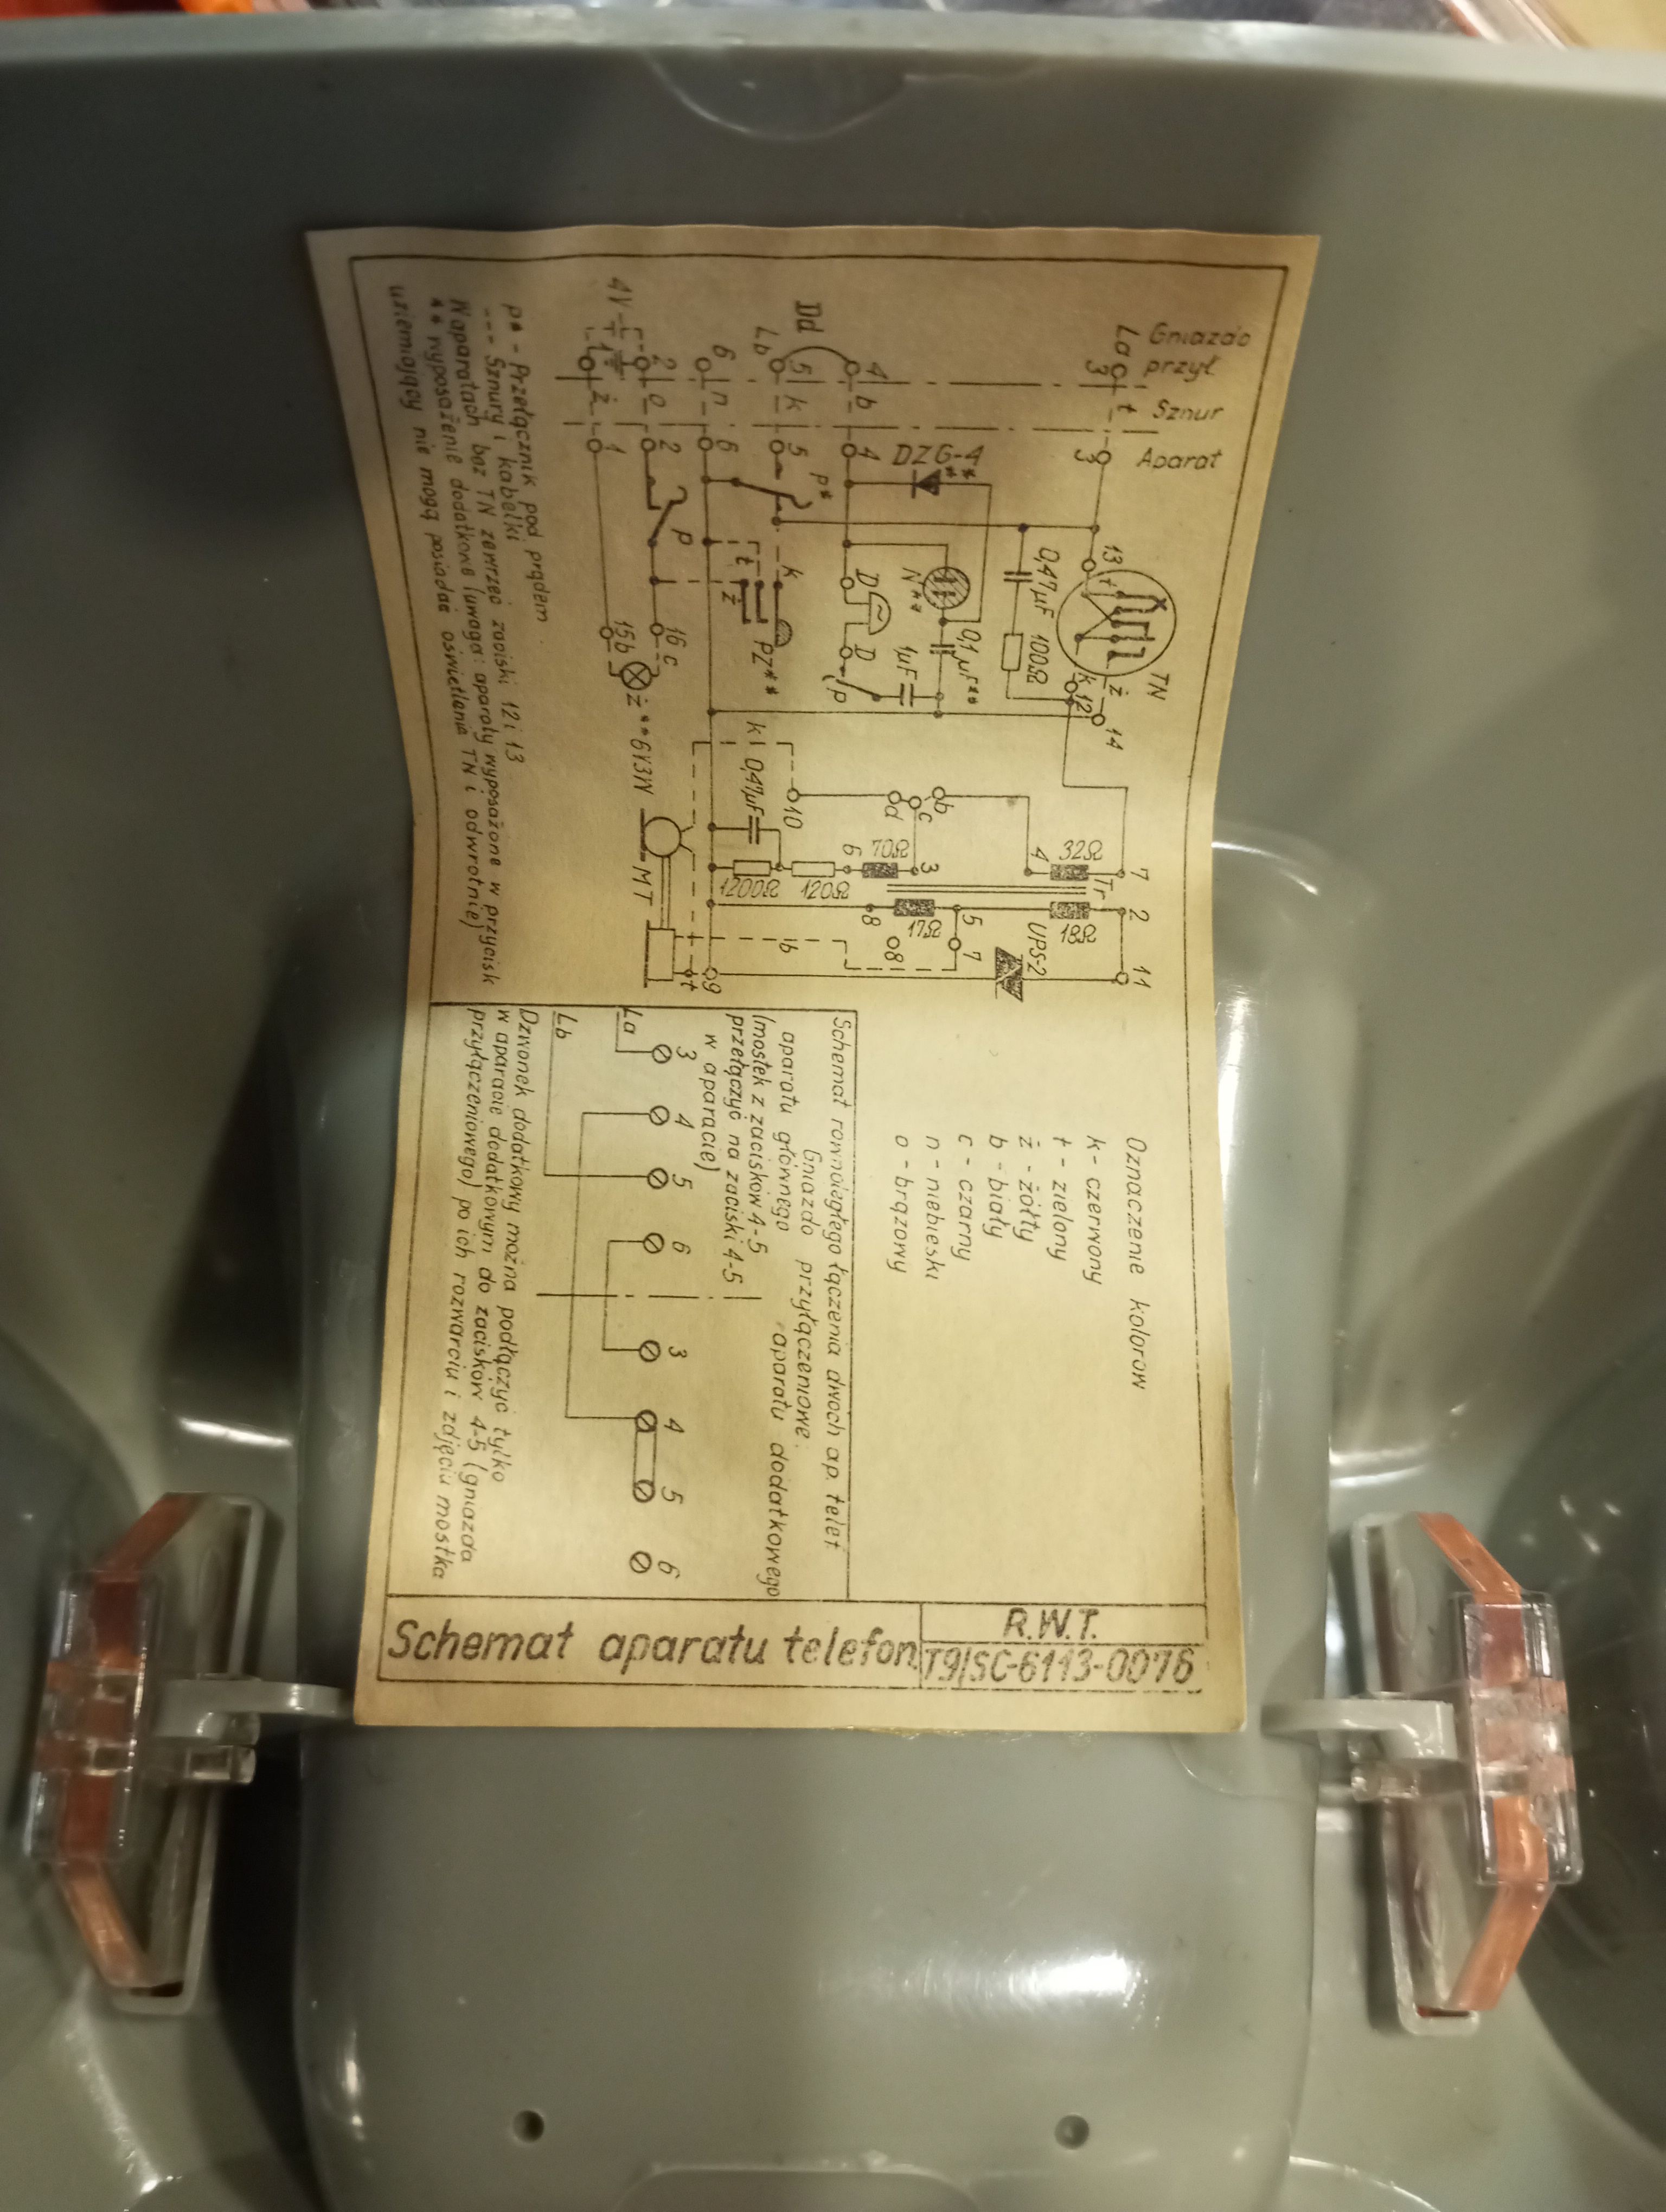 Gniazdo
przył
Sznur
Aparat
La
t
3
3
13
t
TN
ż
14
k
12
0,47µF
100Ω
DZG-4
**
N**
0,1µF**
1µF
D
D
P
4
b
4
Dd
5
k
5
P*
Lb
k
t
ż
PZ**
6
n
6
2
o
2
P
16
c
ż**6V3W
4V
1
ż
1
15
b
7
2
11
32Ω
Tr
18Ω
4
UPS-2
5
7
b
c
d
3
70Ω
17Ω
8
8
6
120Ω
10
k
0,47µF
1200Ω
b
9
t
MT
P* - Przełącznik pod prądem
--- Sznury i kabelki
W aparatach bez TN zewrzeć zaciski 12 i 13
** wyposażenie dodatkowe (uwaga: aparaty wyposażone w przycisk
uziemiający nie mogą posiadać oświetlenia TN i odwrotnie)
Oznaczenie kolorow
k - czerwony
t - zielony
ż - żółty
b - biały
c - czarny
n - niebieski
o - brązowy
Schemat rownoległego łączenia dwoch ap. telef.
Gniazdo przyłączeniowe
aparatu głównego
aparatu dodatkowego
(mostek z zacisków 4-5
przełączyć na zaciski 4-5
w aparacie)
3 4 5 6 3 4 5 6
La
Lb
Dzwonek dodatkowy można podłączyć tylko
w aparacie dodatkowym do zacisków 4-5 (gniazda
przyłączeniowego) po ich rozwarciu i zdjęciu mostka
Schemat aparatu telefon.
R.W.T.
T91SC-6113-0076